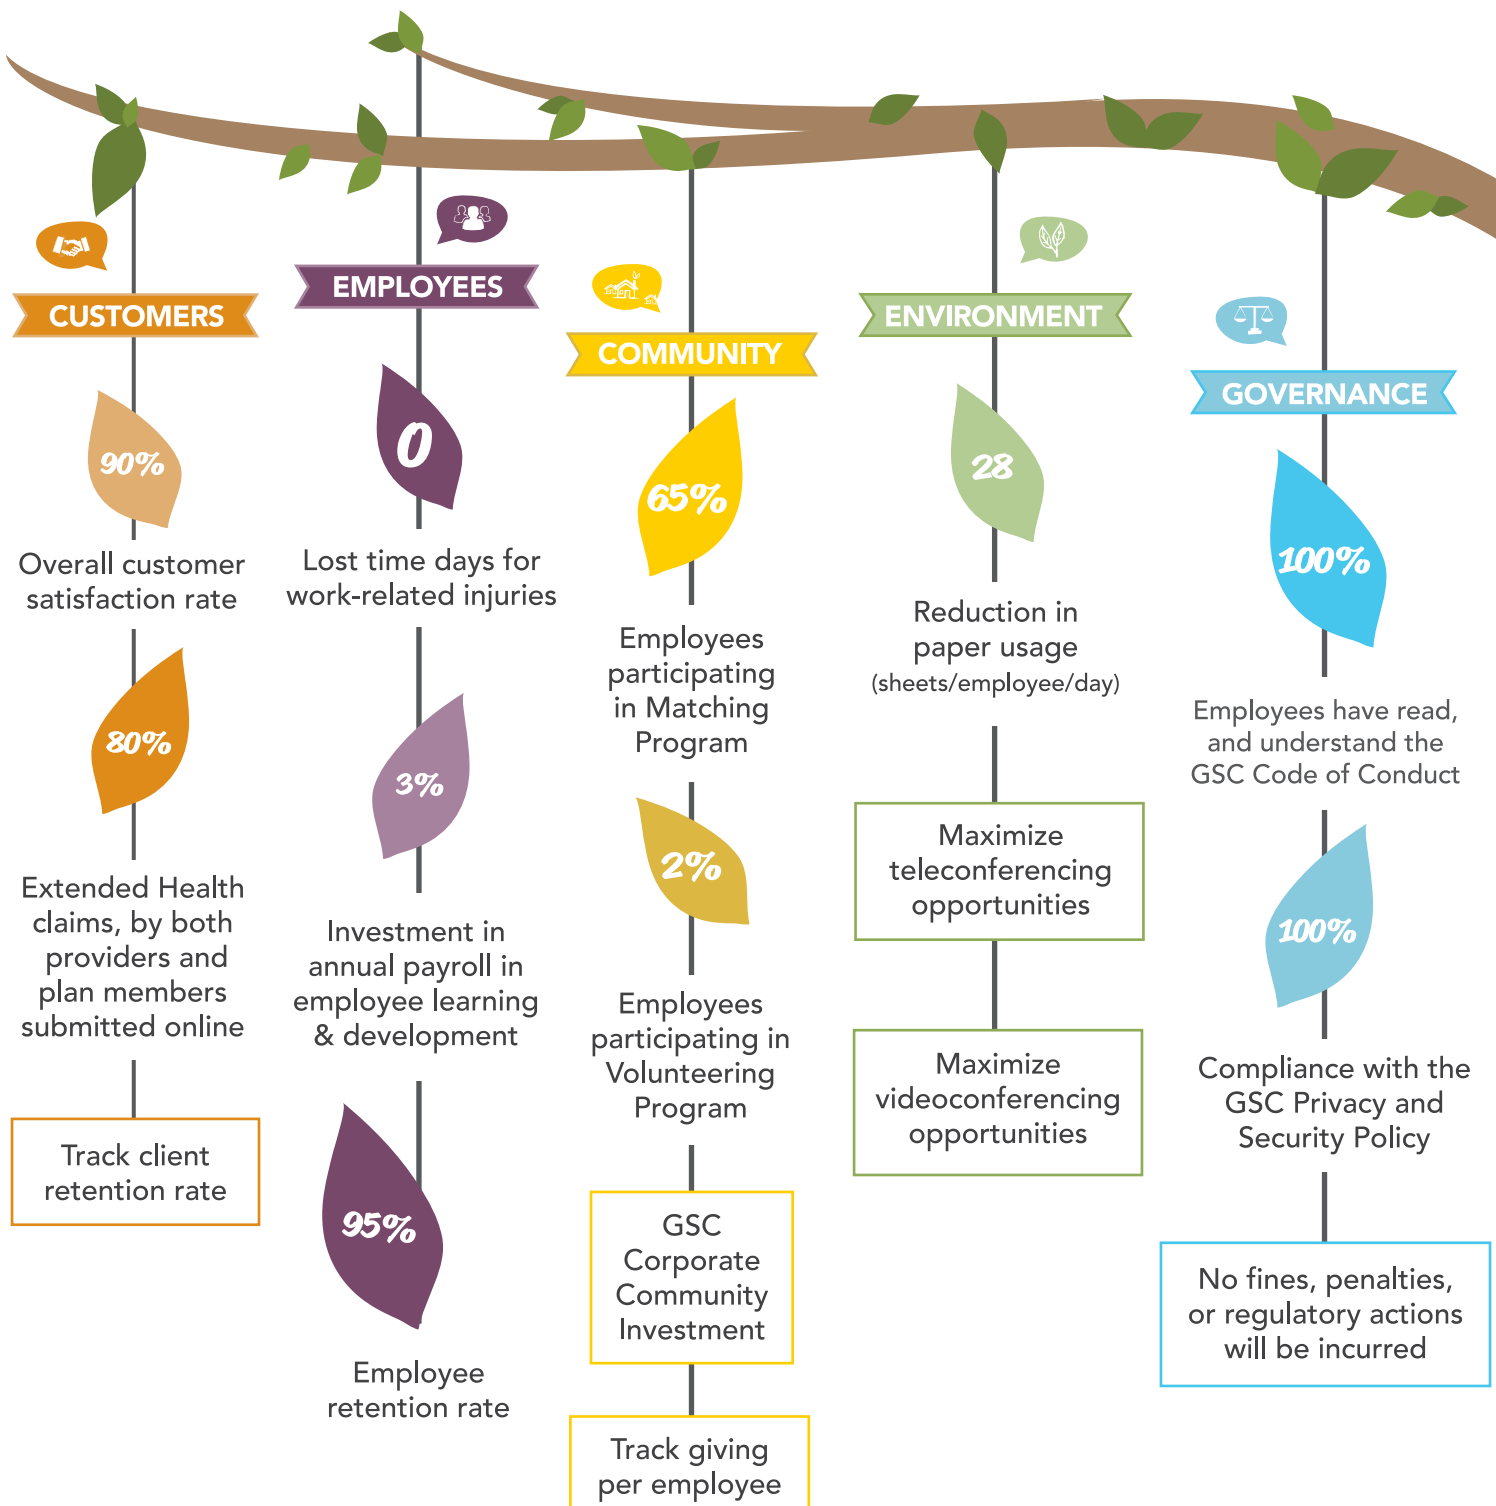 CUSTOMERS
90%
Overall customer
satisfaction rate
80%
Extended Health
claims, by both
providers and
plan members
submitted online
Track client
retention rate
EMPLOYEES
0
Lost time days for
work-related injuries
3%
Investment in
annual payroll in
employee learning
& development
95%
Employee
retention rate
COMMUNITY
65%
Employees
participating
in Matching
Program
2%
Employees
participating in
Volunteering
Program
GSC
Corporate
Community
Investment
Track giving
per employee
ENVIRONMENT
28
Reduction in
paper usage
(sheets/employee/day)
Maximize
teleconferencing
opportunities
Maximize
videoconferencing
opportunities
GOVERNANCE
100%
Employees have read,
and understand the
GSC Code of Conduct
100%
Compliance with the
GSC Privacy and
Security Policy
No fines, penalties,
or regulatory actions
will be incurred